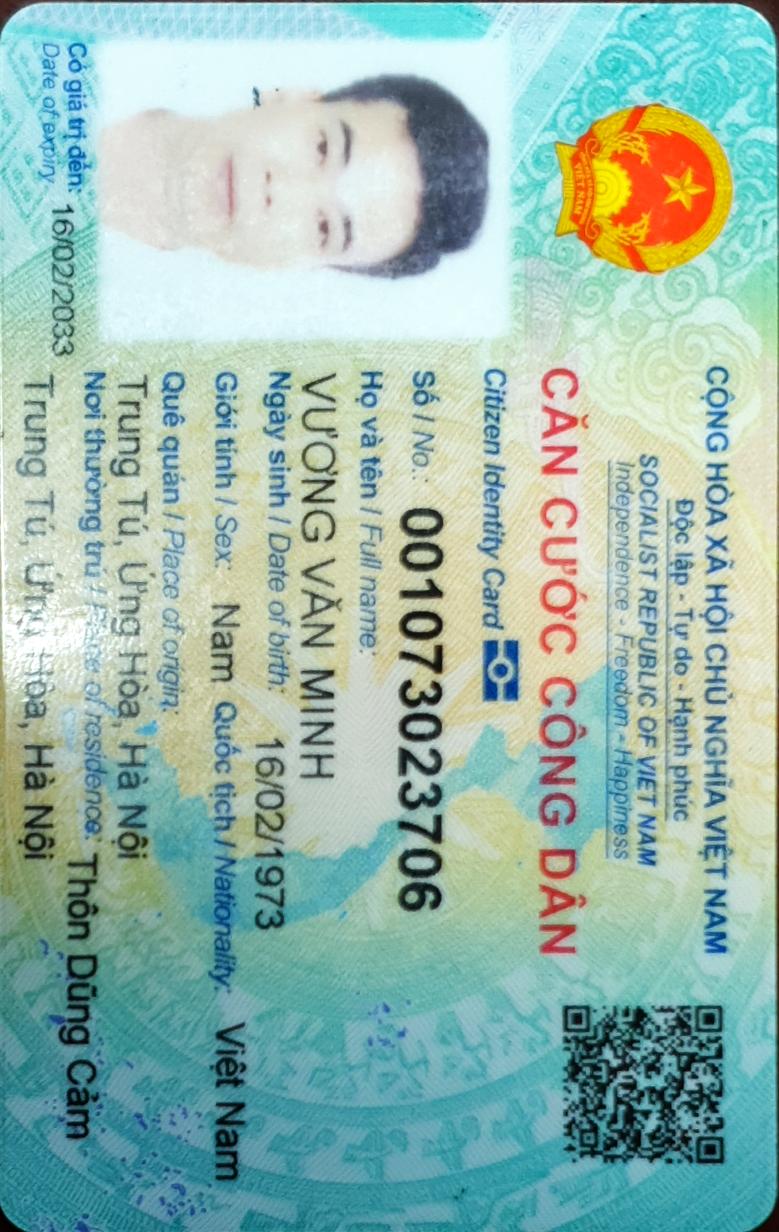 CỘNG HÒA XÃ HỘI CHỦ NGHĨA VIỆT NAM
Độc lập - Tự do - Hạnh phúc
SOCIALIST REPUBLIC OF VIET NAM
Independence - Freedom - Happiness
CĂN CƯỚC CÔNG DÂN
Citizen Identity Card
Số / No.: 001073023706
Họ và tên / Full name:
VƯƠNG VĂN MINH
Ngày sinh / Date of birth: 16/02/1973
Giới tính / Sex: Nam Quốc tịch / Nationality: Việt Nam
Quê quán / Place of origin:
Trung Tú, Ứng Hòa, Hà Nội
Nơi thường trú / Place of residence: Thôn Dũng Cảm
Trung Tú, Ứng Hòa, Hà Nội
Có giá trị đến: 16/02/2033
Date of expiry
VIỆT NAM